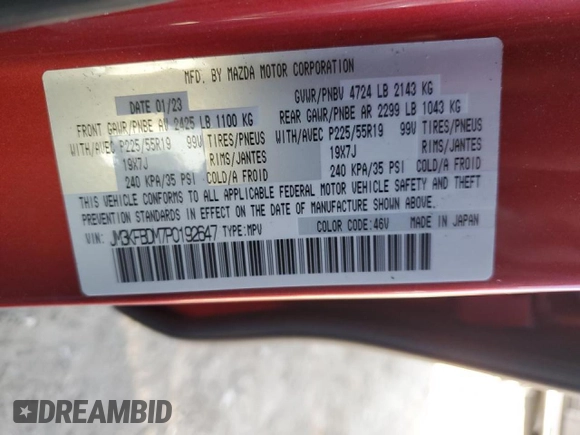 MFD. BY MAZDA MOTOR CORPORATION
DATE 01/23 GVWR/PNBV 4724 LB 2143 KG
FRONT GAWR/PNBE AV 2425 LB 1100 KG REAR GAWR/PNBE AR 2299 LB 1043 KG
WITH/AVEC P225/55R19 99V TIRES/PNEUS WITH/AVEC P225/55R19 99V TIRES/PNEUS
19X7J RIMS/JANTES 19X7J RIMS/JANTES
240 KPA/35 PSI COLD/A FROID 240 KPA/35 PSI COLD/A FROID
THIS VEHICLE CONFORMS TO ALL APPLICABLE FEDERAL MOTOR VEHICLE SAFETY AND THEFT
PREVENTION STANDARDS IN EFFECT ON THE DATE OF MANUFACTURE SHOWN ABOVE.
VIN: JM3KFBDM7P0192647 TYPE:MPV COLOR CODE:46V MADE IN JAPAN
DREAMBID